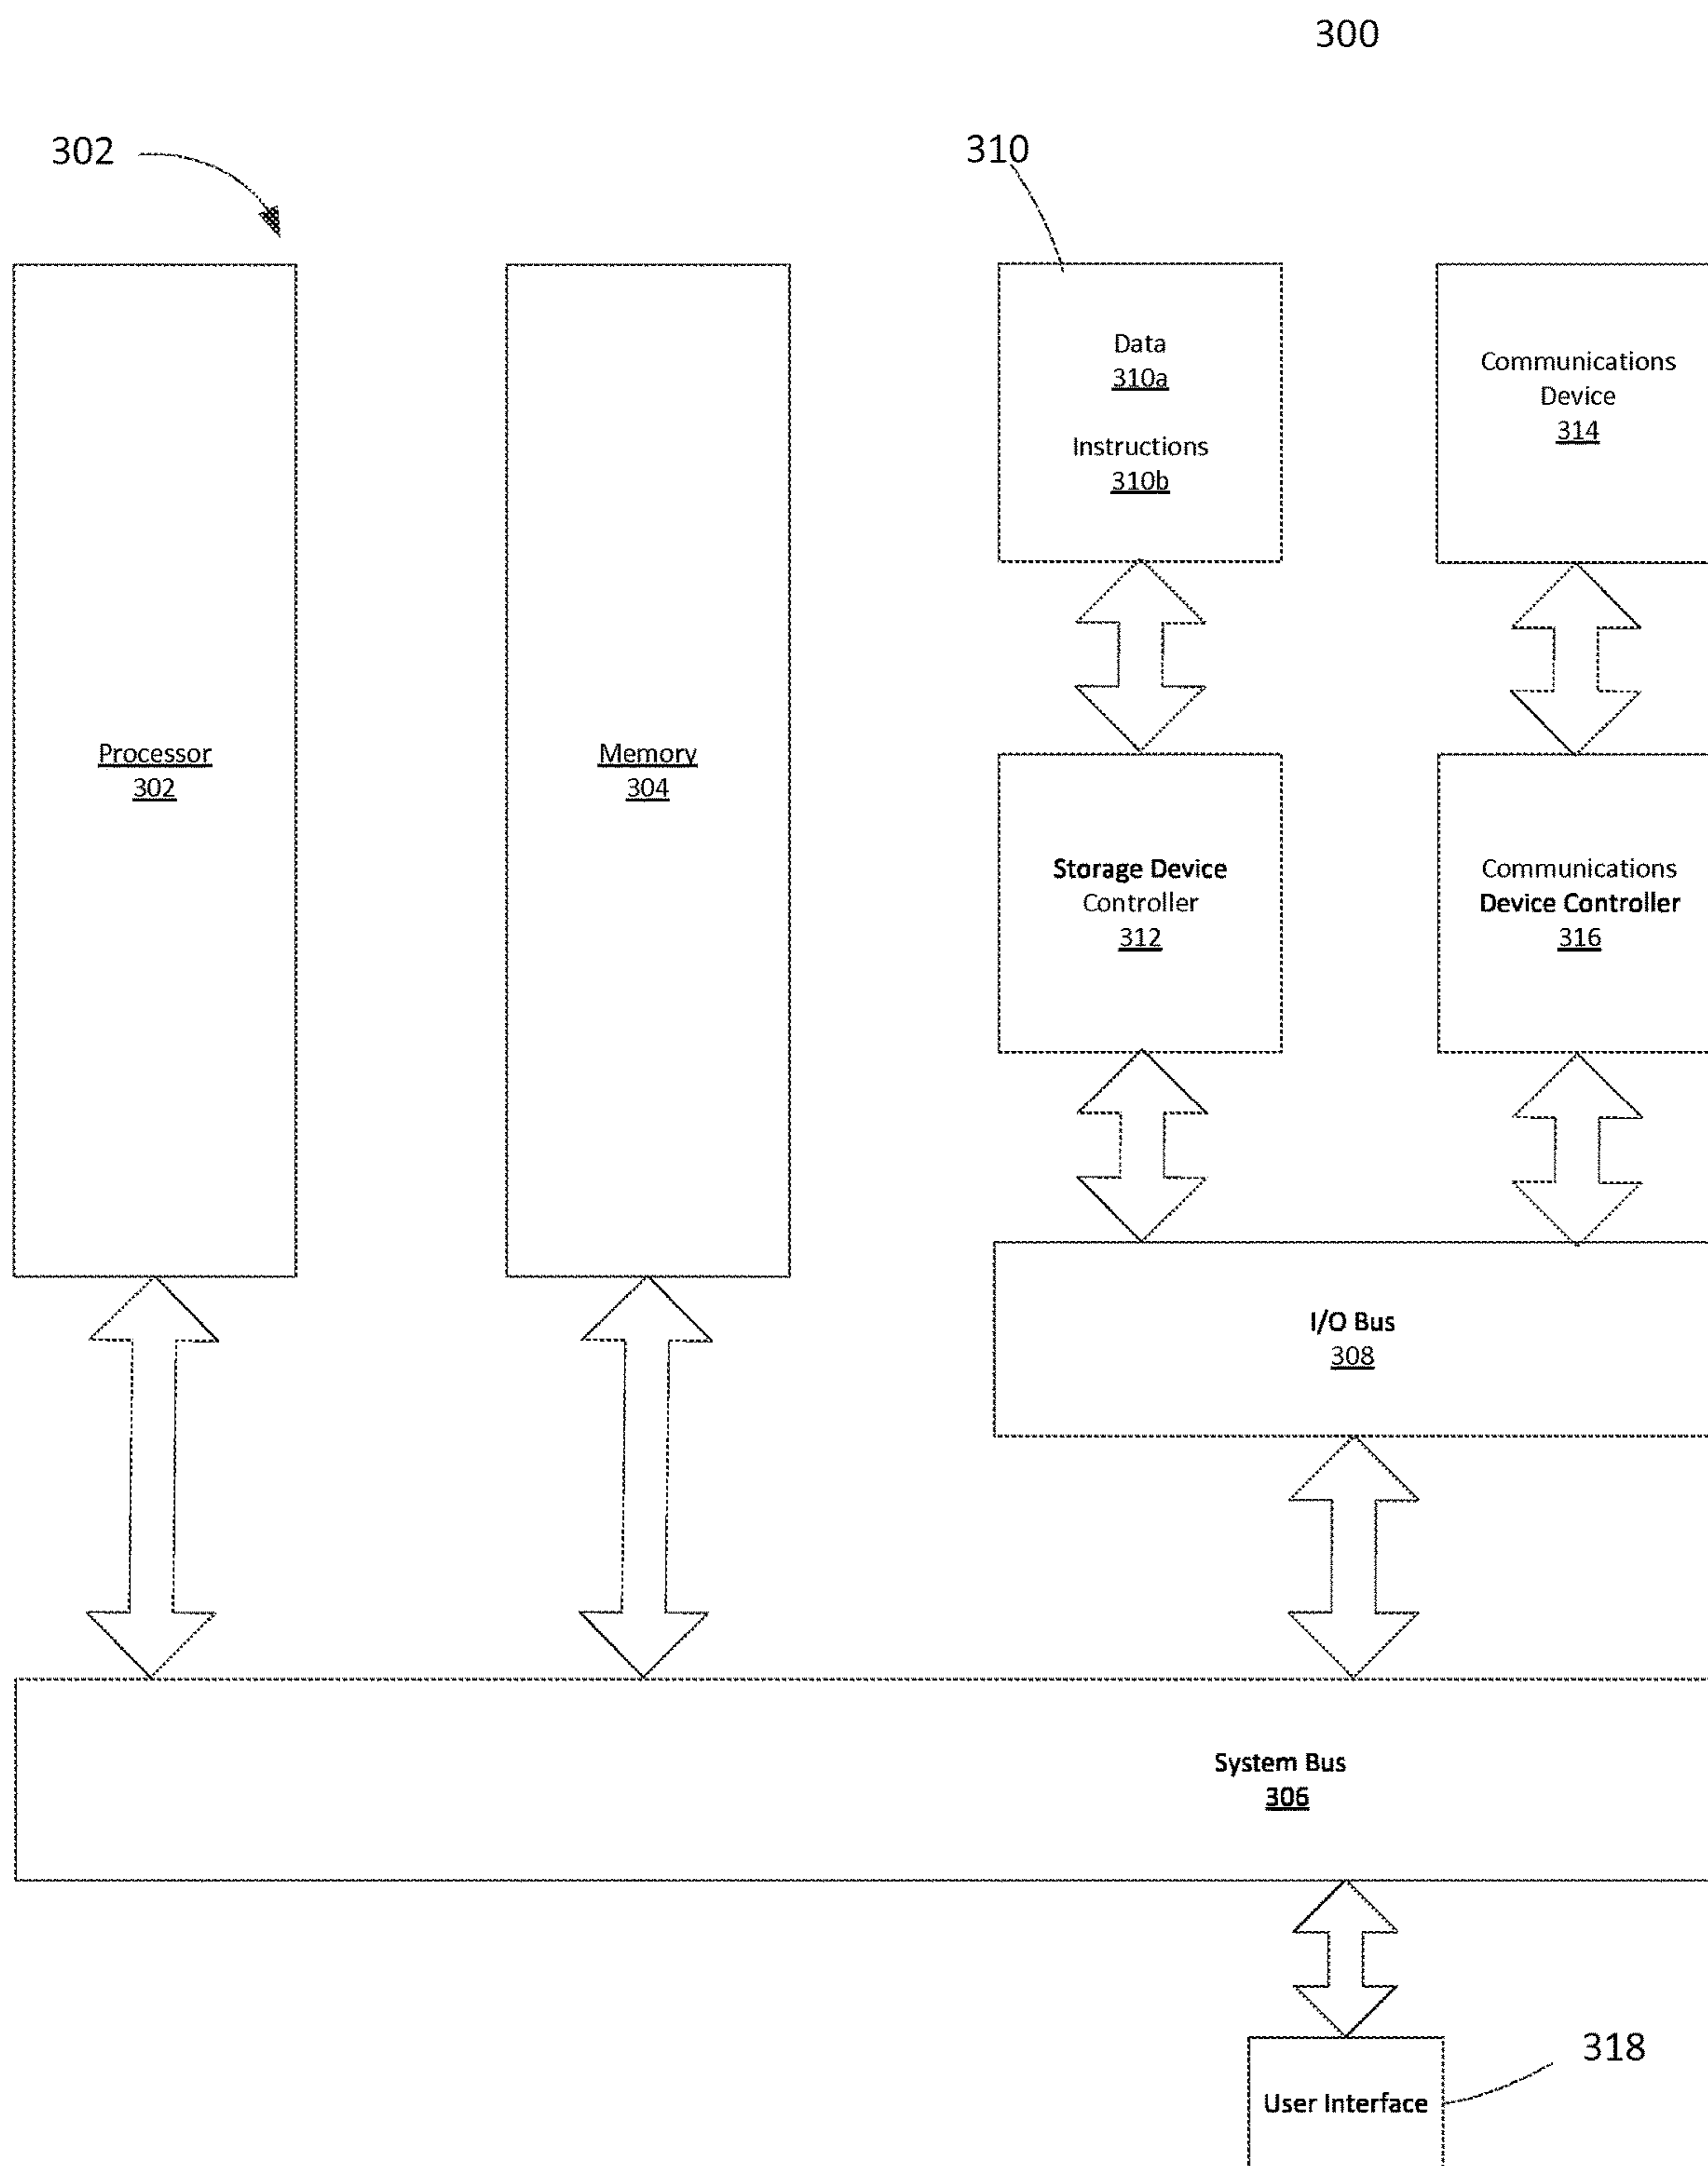 300
302
310
Data
310a
Instructions
310b
Communications
Device
314
Processor
302
Memory
304
Storage Device
Controller
312
Communications
Device Controller
316
I/O Bus
308
System Bus
306
318
User Interface